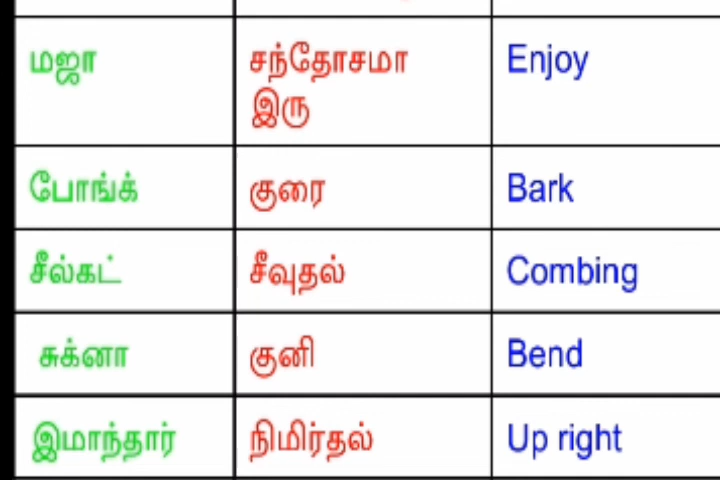 மஜா சந்தோசமா Enjoy
இரு
போங்க் குரை Bark
சீல்கட் சீவுதல் Combing
சுக்னா குனி Bend
இமாந்தார் நிமிர்தல் Up right